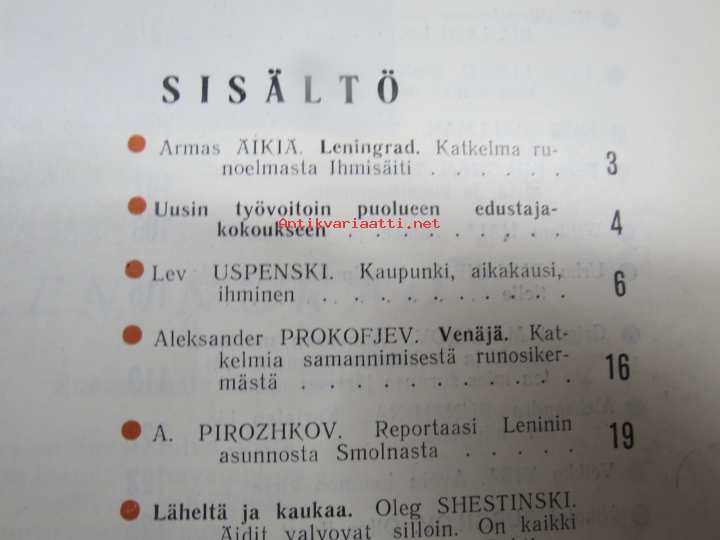 SISÄLTÖ
Armas ÄIKIÄ. Leningrad. Katkelma ru-
noelmasta Ihmisäiti . . . . . . 3
Uusin työvoitoin puolueen edustaja-
Antikvariaatti.net
kokoukseen . . . . . . . . . 4
Lev USPENSKI. Kaupunki, aikakausi,
ihminen . . . . . . . . . . 6
Aleksander PROKOFJEV. Venäjä. Kat-
kelmia samannimisestä runosiker-
mästä . . . . . . . . . . . 16
A. PIROZHKOV. Reportaasi Leninin
asunnosta Smolnasta . . . . . 19
Läheltä ja kaukaa. Oleg SHESTINSKI.
Äidit valvovat silloin. On kaikki